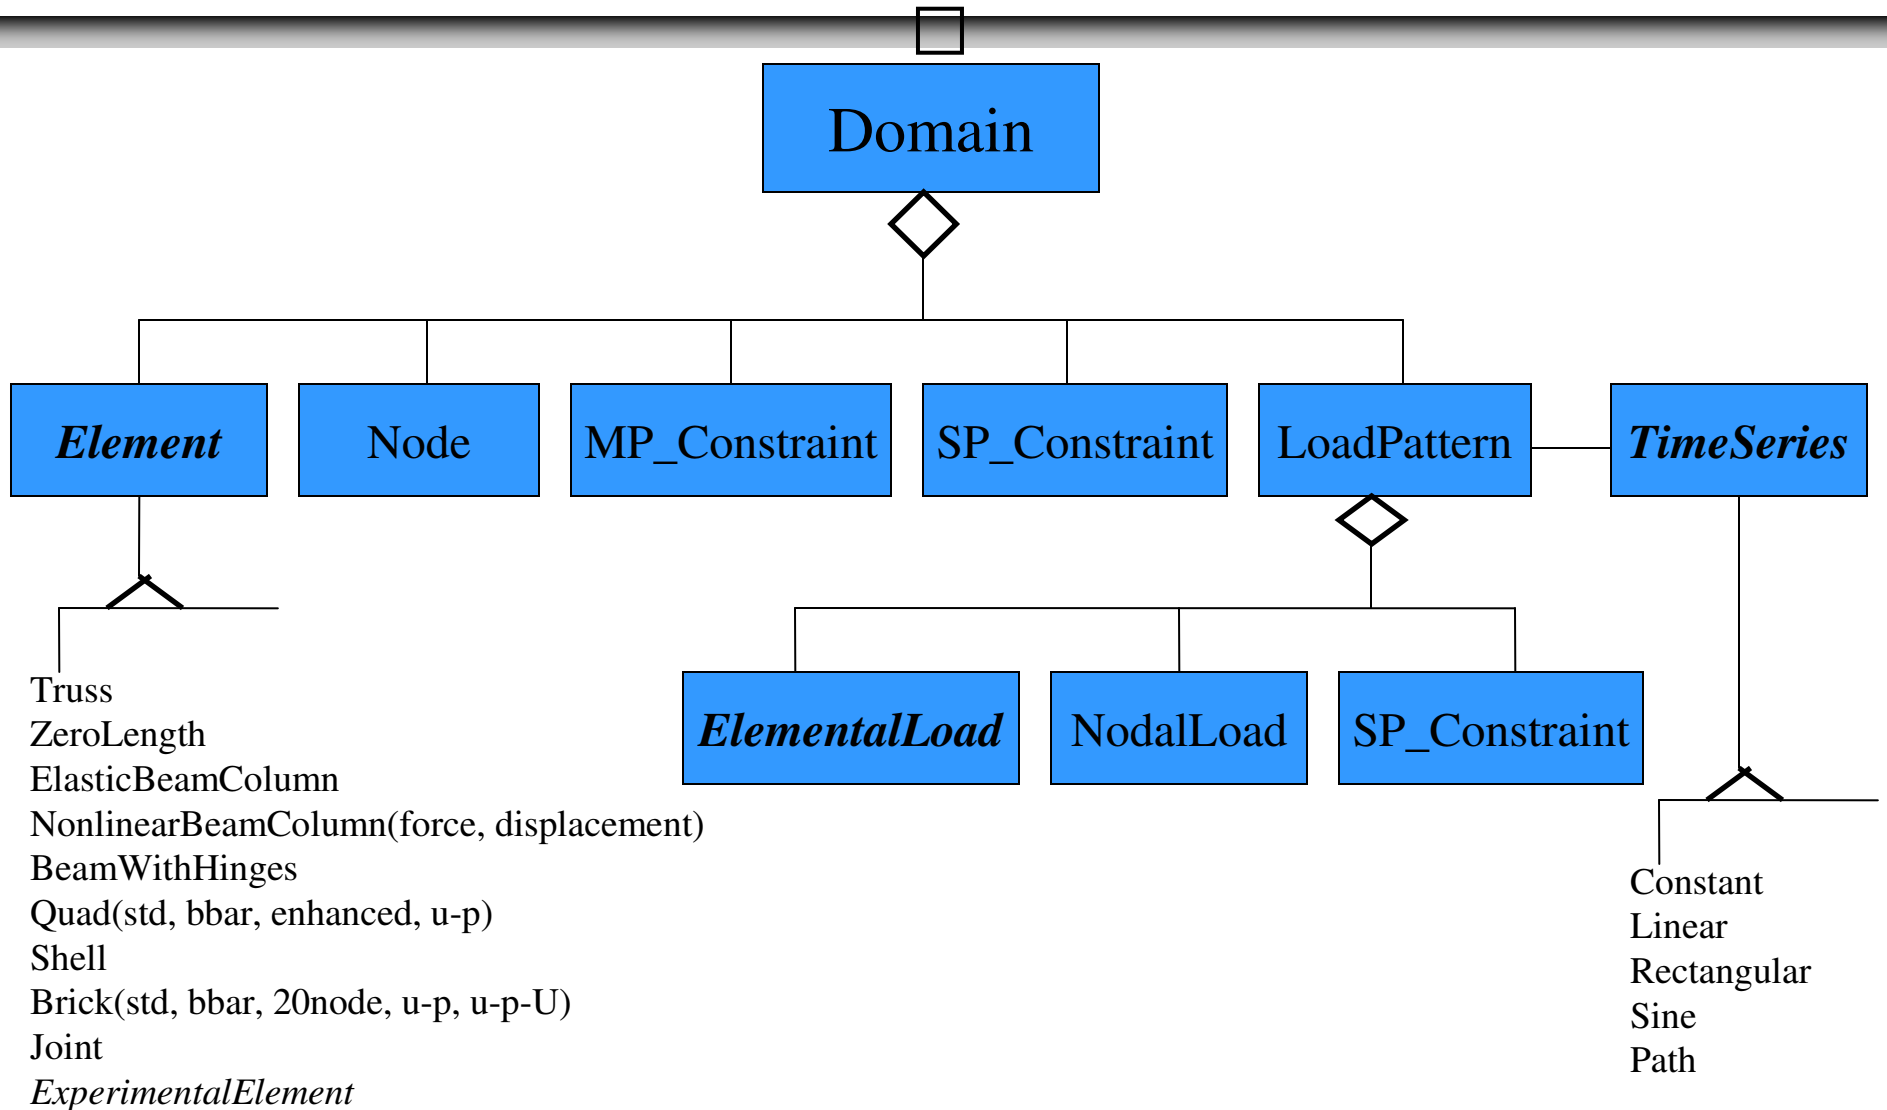 Domain
Element
Node
MP_Constraint
SP_Constraint
LoadPattern
TimeSeries
ElementalLoad
NodalLoad
SP_Constraint
Truss
ZeroLength
ElasticBeamColumn
NonlinearBeamColumn(force, displacement)
BeamWithHinges
Quad(std, bbar, enhanced, u-p)
Shell
Brick(std, bbar, 20node, u-p, u-p-U)
Joint
ExperimentalElement
Constant
Linear
Rectangular
Sine
Path